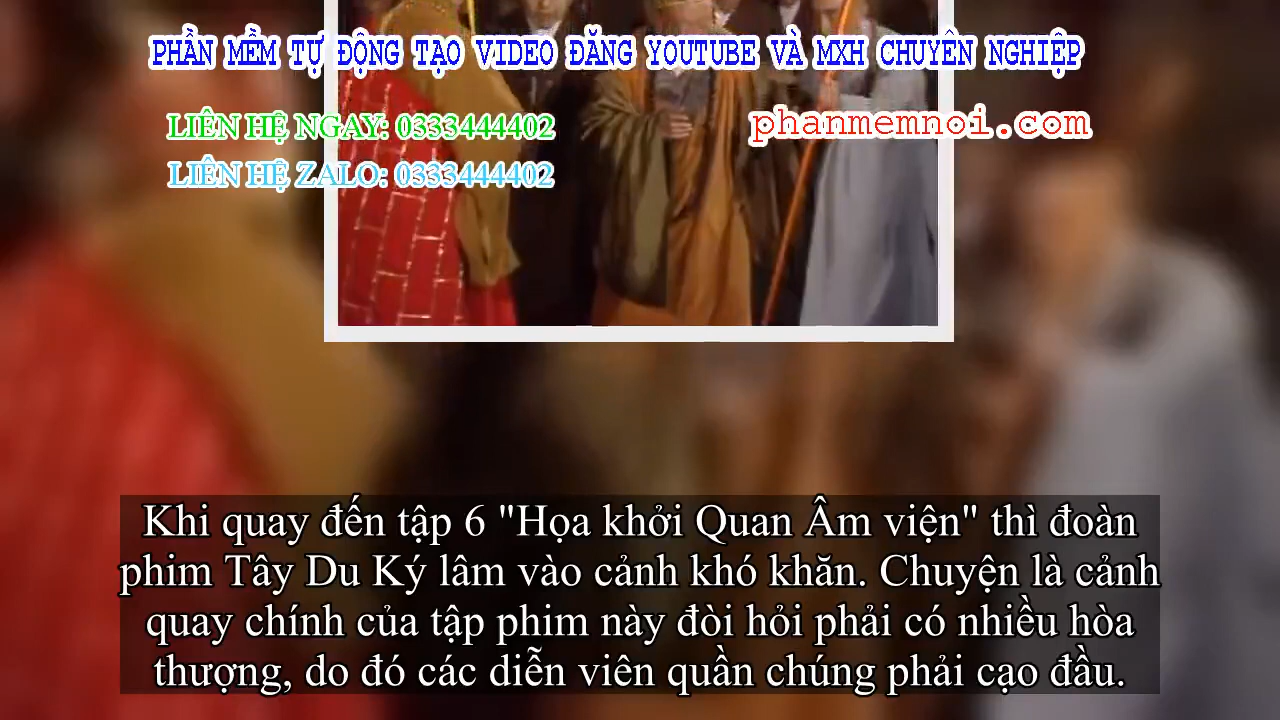 PHẦN MỀM TỰ ĐỘNG TẠO VIDEO ĐĂNG YOUTUBE VÀ MXH CHUYÊN NGHIỆP
LIÊN HỆ NGAY: 0333444402
phanmemnoi.com
LIÊN HỆ ZALO: 0333444402
Khi quay đến tập 6 "Họa khởi Quan Âm viện" thì đoàn
phim Tây Du Ký lâm vào cảnh khó khăn. Chuyện là cảnh
quay chính của tập phim này đòi hỏi phải có nhiều hòa
thượng, do đó các diễn viên quần chúng phải cạo đầu.